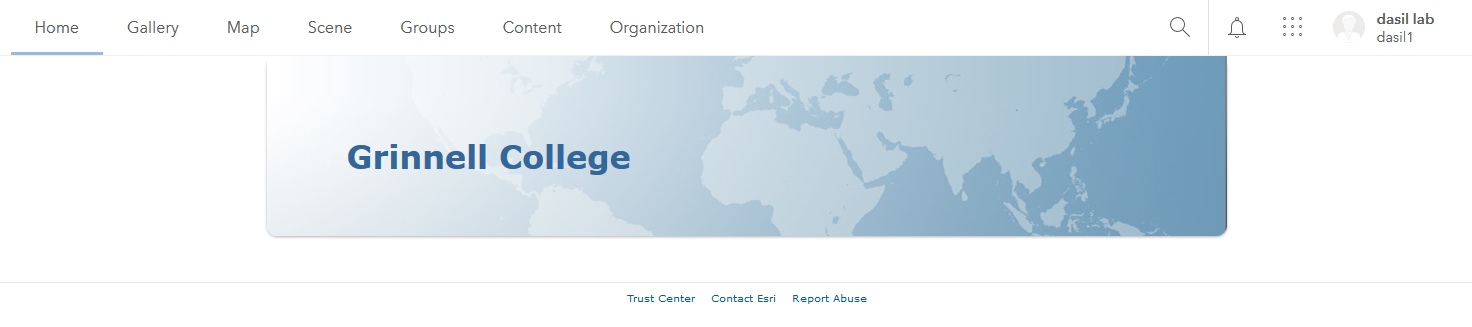 Home Gallery Map Scene Groups Content Organization dasil lab
dasil1
Grinnell College
Trust Center Contact Esri Report Abuse